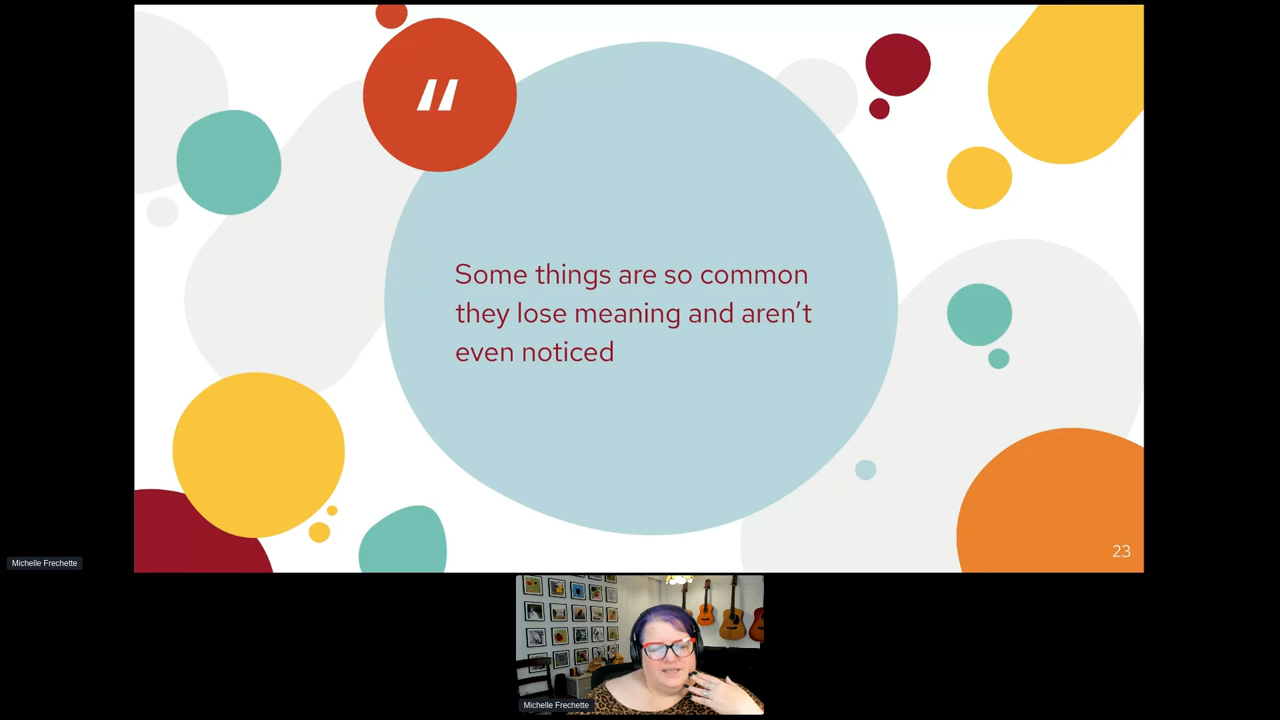 “
Some things are so common
they lose meaning and aren’t
even noticed
23
Michelle Frechette
Michelle Frechette